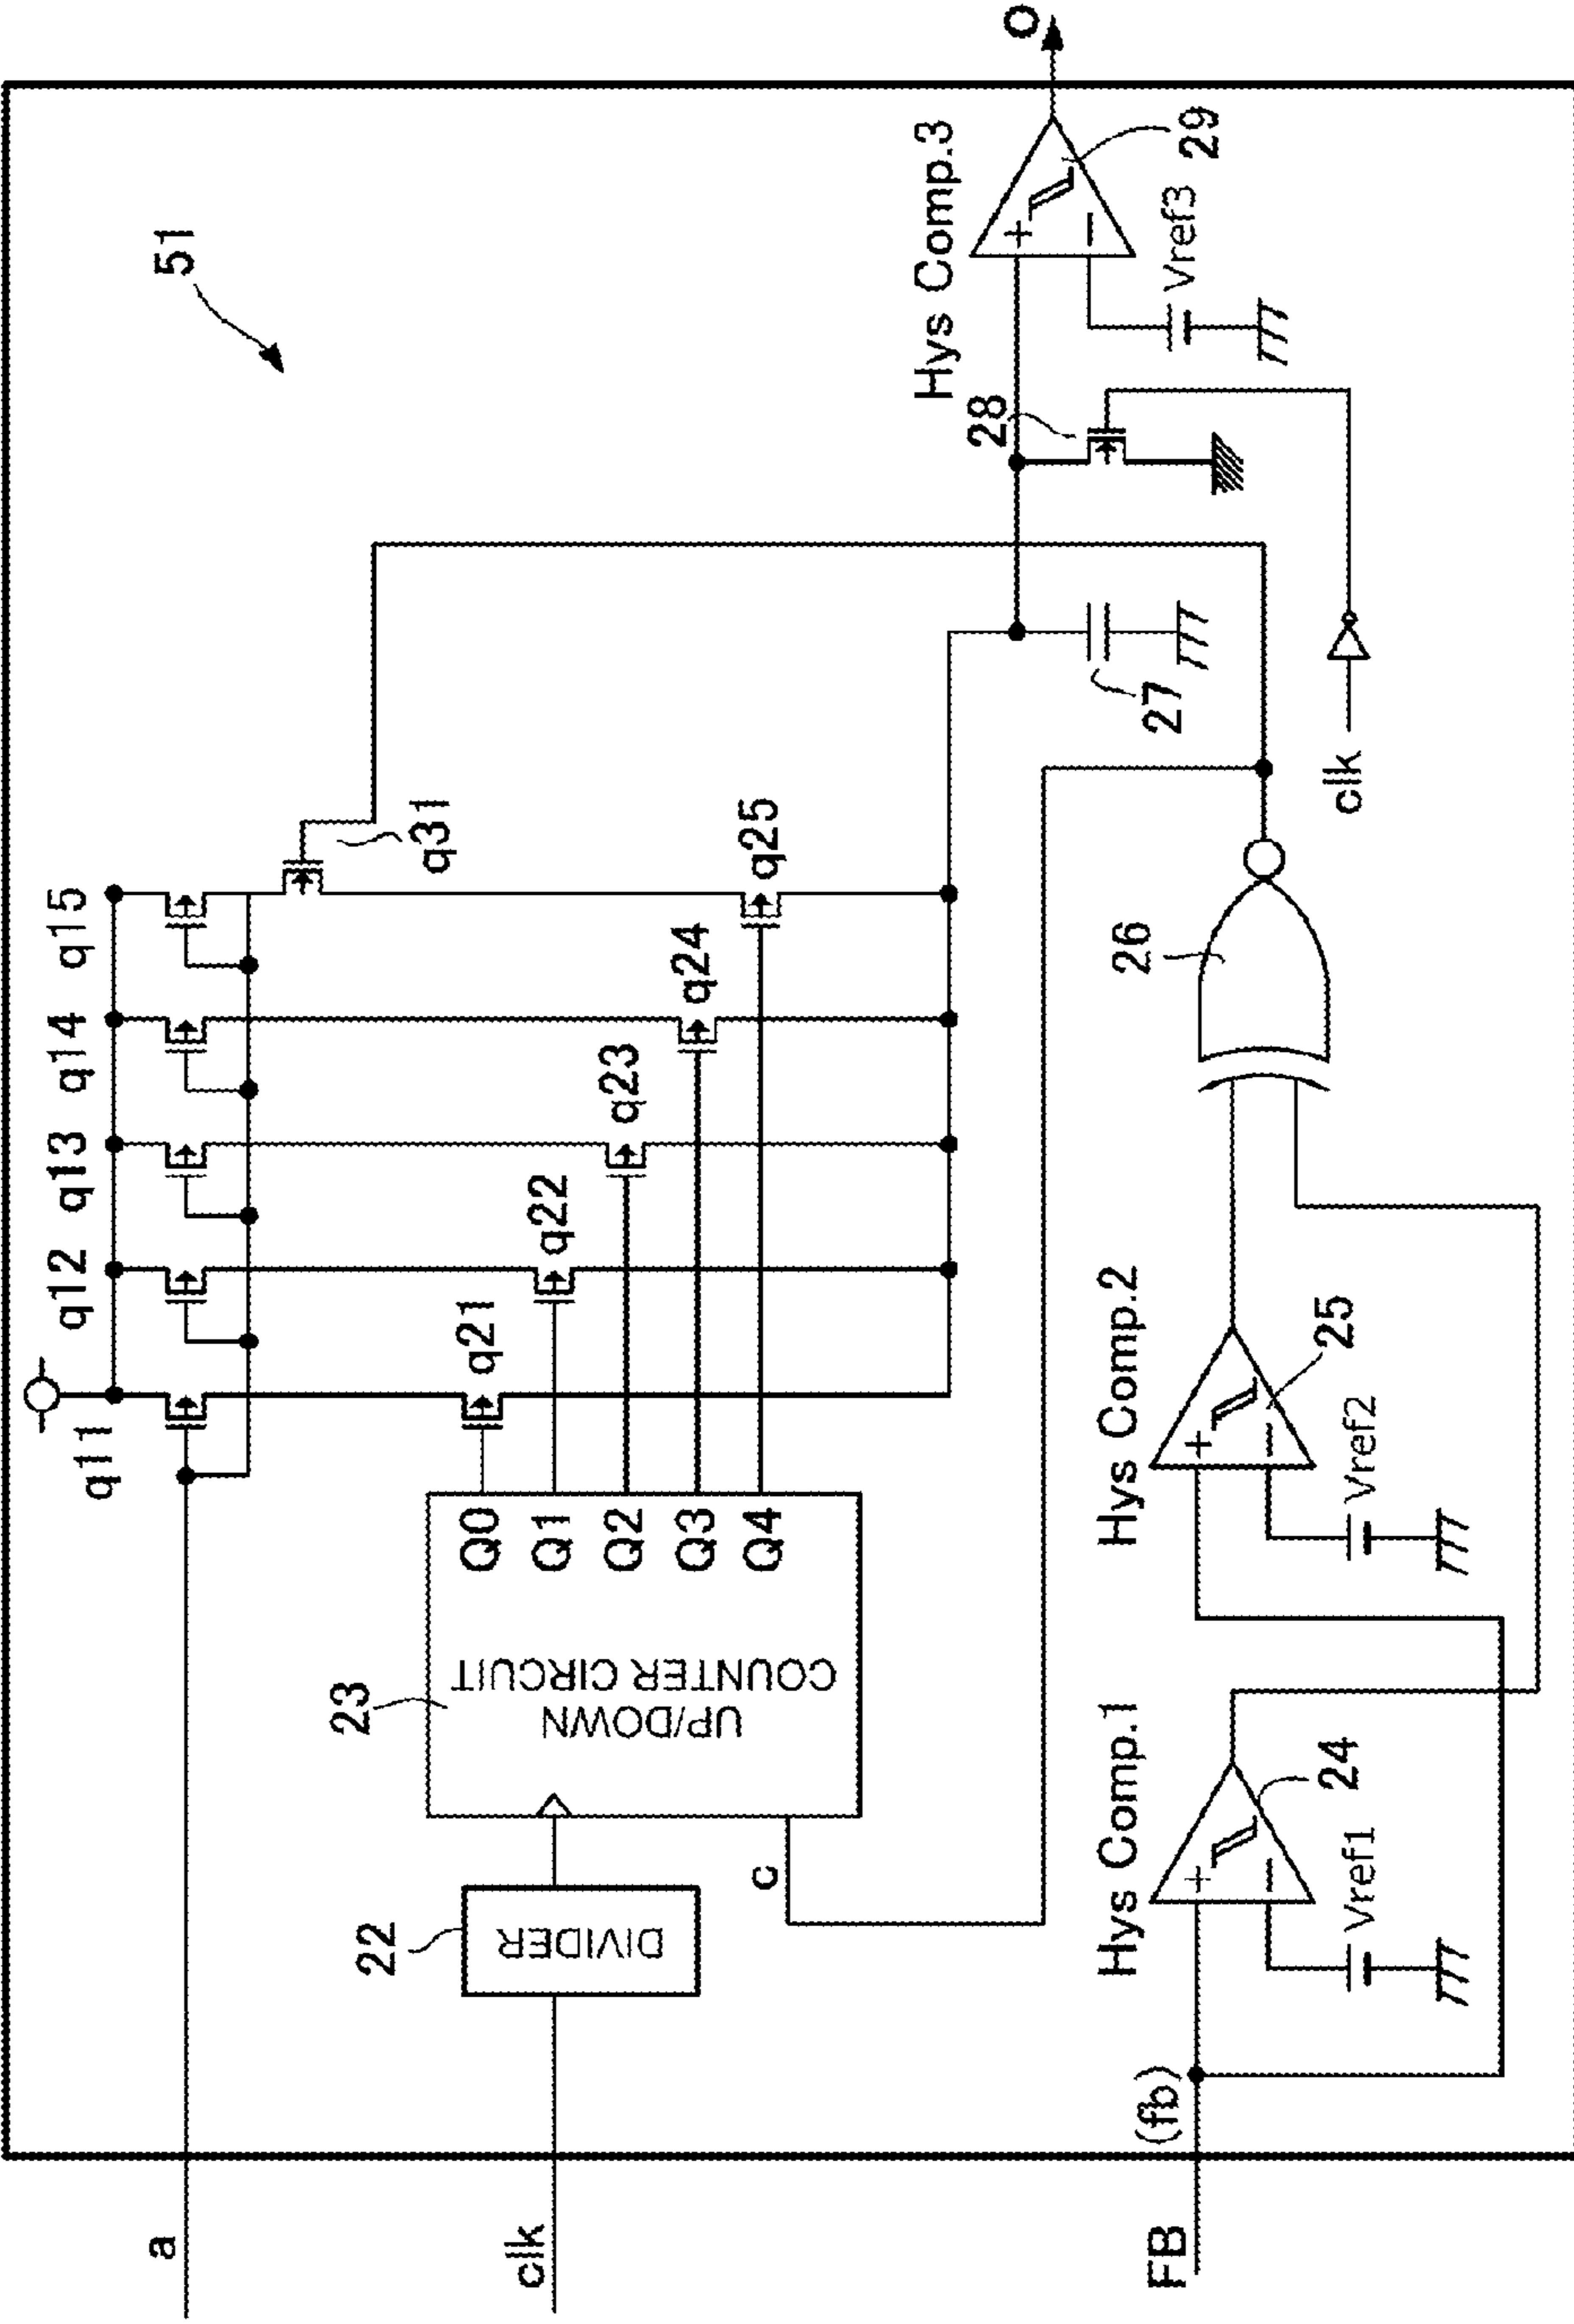 51
q11
q12
q13
q14
q15
a
q31
q21
q22
q23
q24
q25
23
UP/DOWN
COUNTER CIRCUIT
Q0
Q1
Q2
Q3
Q4
22
DIVIDER
clk
c
27
28
Hys Comp.3
+
−
29
Vref3
O
FB
(fb)
Hys Comp.1
+
−
24
Vref1
Hys Comp.2
+
−
25
Vref2
26
clk